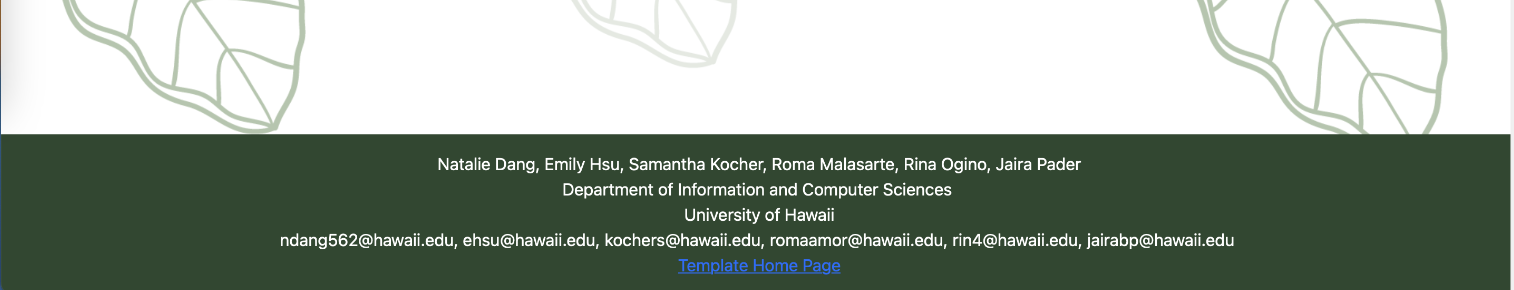 Natalie Dang, Emily Hsu, Samantha Kocher, Roma Malasarte, Rina Ogino, Jaira Pader
Department of Information and Computer Sciences
University of Hawaii
ndang562@hawaii.edu, ehsu@hawaii.edu, kochers@hawaii.edu, romaamor@hawaii.edu, rin4@hawaii.edu, jairabp@hawaii.edu
Template Home Page